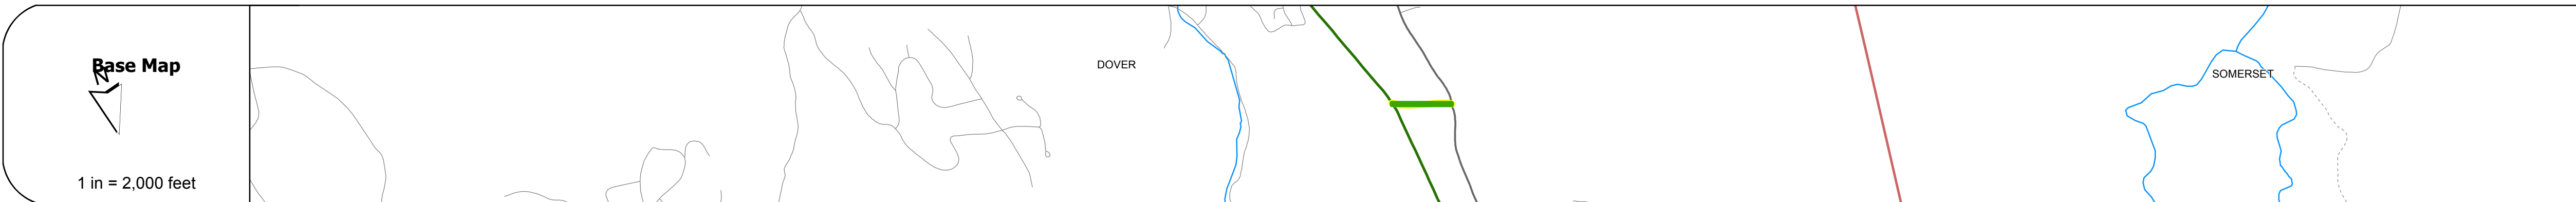 Base Map
N
1 in = 2,000 feet
DOVER
SOMERSET